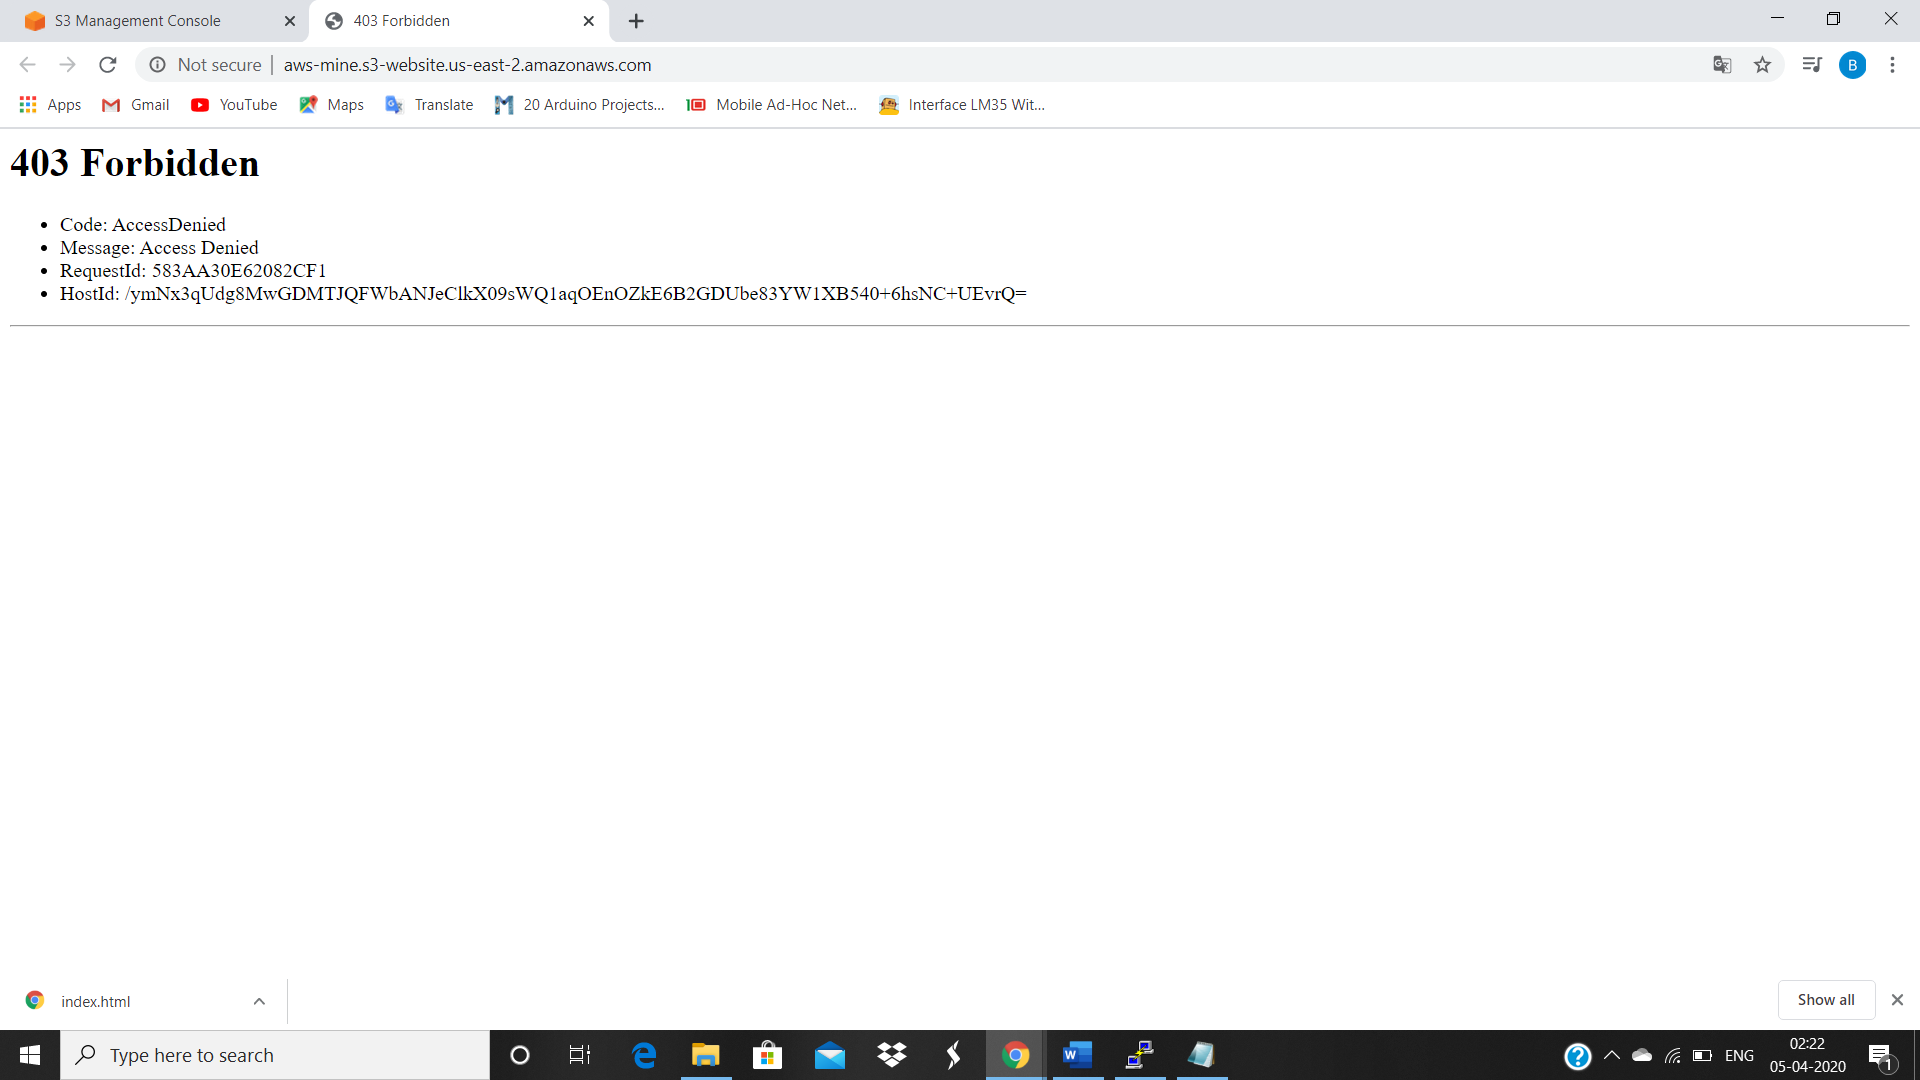 S3 Management Console
403 Forbidden
Not secure | aws-mine.s3-website.us-east-2.amazonaws.com
B
Apps
Gmail
YouTube
Maps
Translate
20 Arduino Projects...
Mobile Ad-Hoc Net...
Interface LM35 Wit...
403 Forbidden
• Code: AccessDenied
• Message: Access Denied
• RequestId: 583AA30E62082CF1
• HostId: /ymNx3qUdg8MwGDMTJQFWbANJeClkX09sWQ1aqOEnOZkE6B2GDUbe83YW1XB540+6hsNC+UEvrQ=
index.html
Show all
Type here to search
ENG
02:22
05-04-2020
1